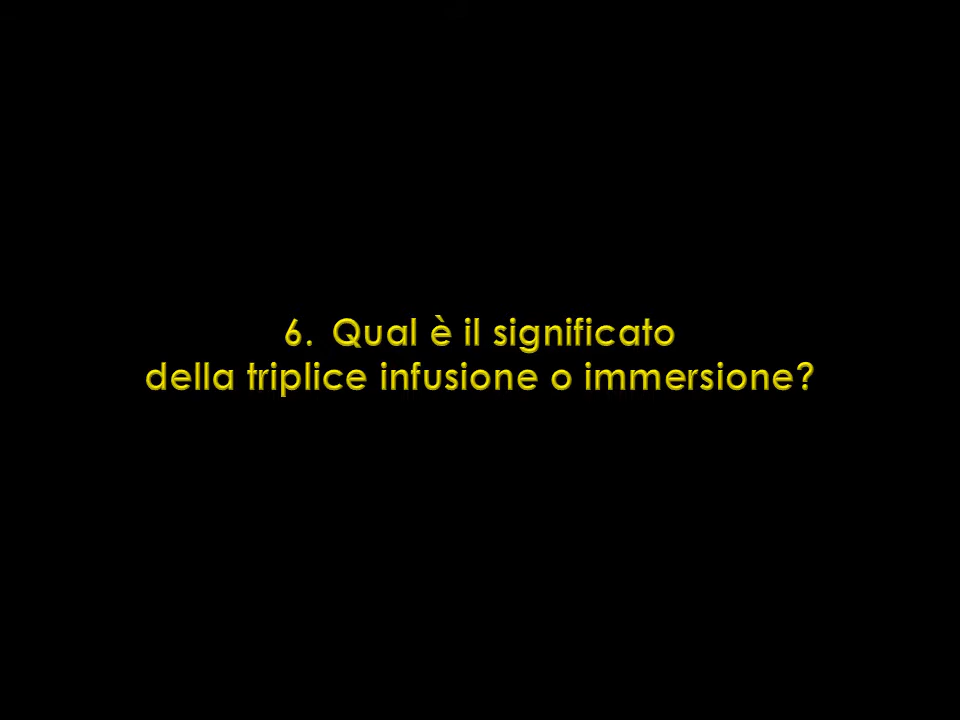 6. Qual è il significato
della triplice infusione o immersione?